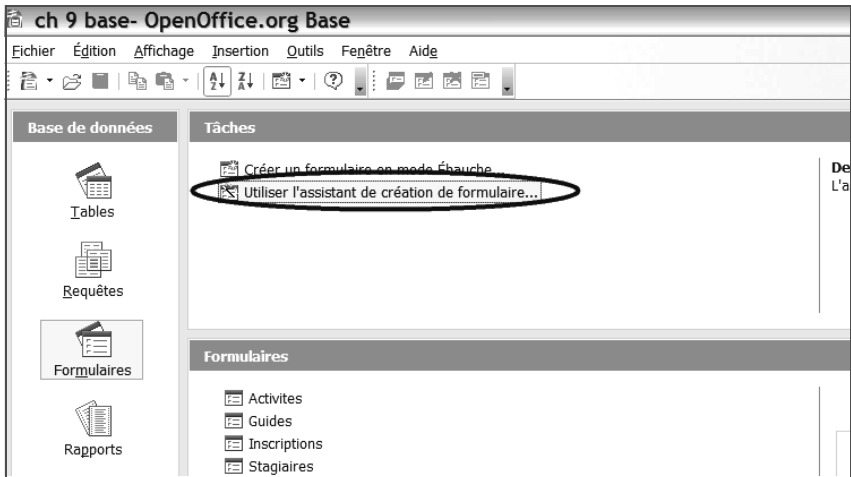 ch 9 base- OpenOffice.org Base
Fichier Édition Affichage Insertion Outils Fenêtre Aide
Base de données
Tâches
Créer un formulaire en mode Ébauche...
Utiliser l'assistant de création de formulaire...
De
L'a
Tables
Requêtes
Formulaires
Rapports
Formulaires
Activites
Guides
Inscriptions
Stagiaires